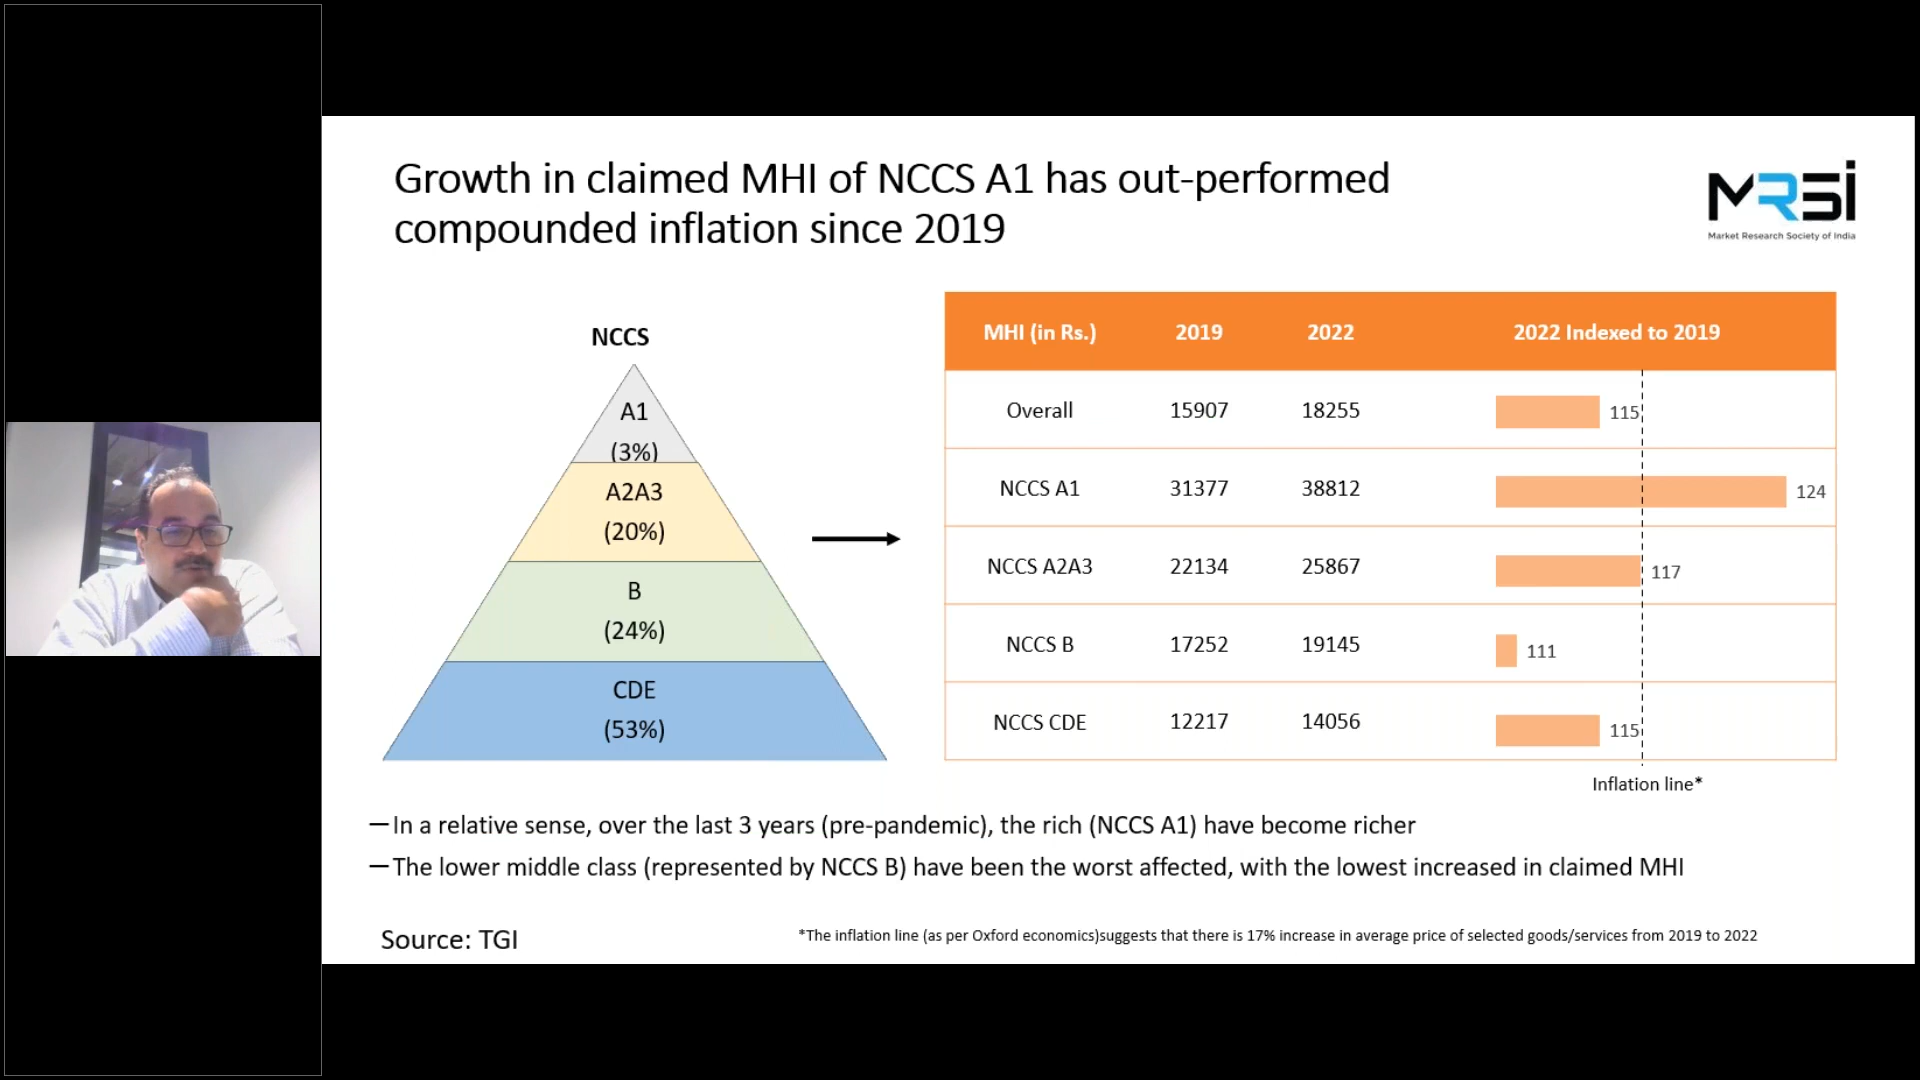 Growth in claimed MHI of NCCS A1 has out-performed
compounded inflation since 2019
MRSI
Market Research Society of India
NCCS
A1
(3%)
A2A3
(20%)
B
(24%)
CDE
(53%)
MHI (in Rs.) 2019 2022 2022 Indexed to 2019
Overall 15907 18255 115
NCCS A1 31377 38812 124
NCCS A2A3 22134 25867 117
NCCS B 17252 19145 111
NCCS CDE 12217 14056 115
Inflation line*
—In a relative sense, over the last 3 years (pre-pandemic), the rich (NCCS A1) have become richer
—The lower middle class (represented by NCCS B) have been the worst affected, with the lowest increased in claimed MHI
Source: TGI
*The inflation line (as per Oxford economics)suggests that there is 17% increase in average price of selected goods/services from 2019 to 2022